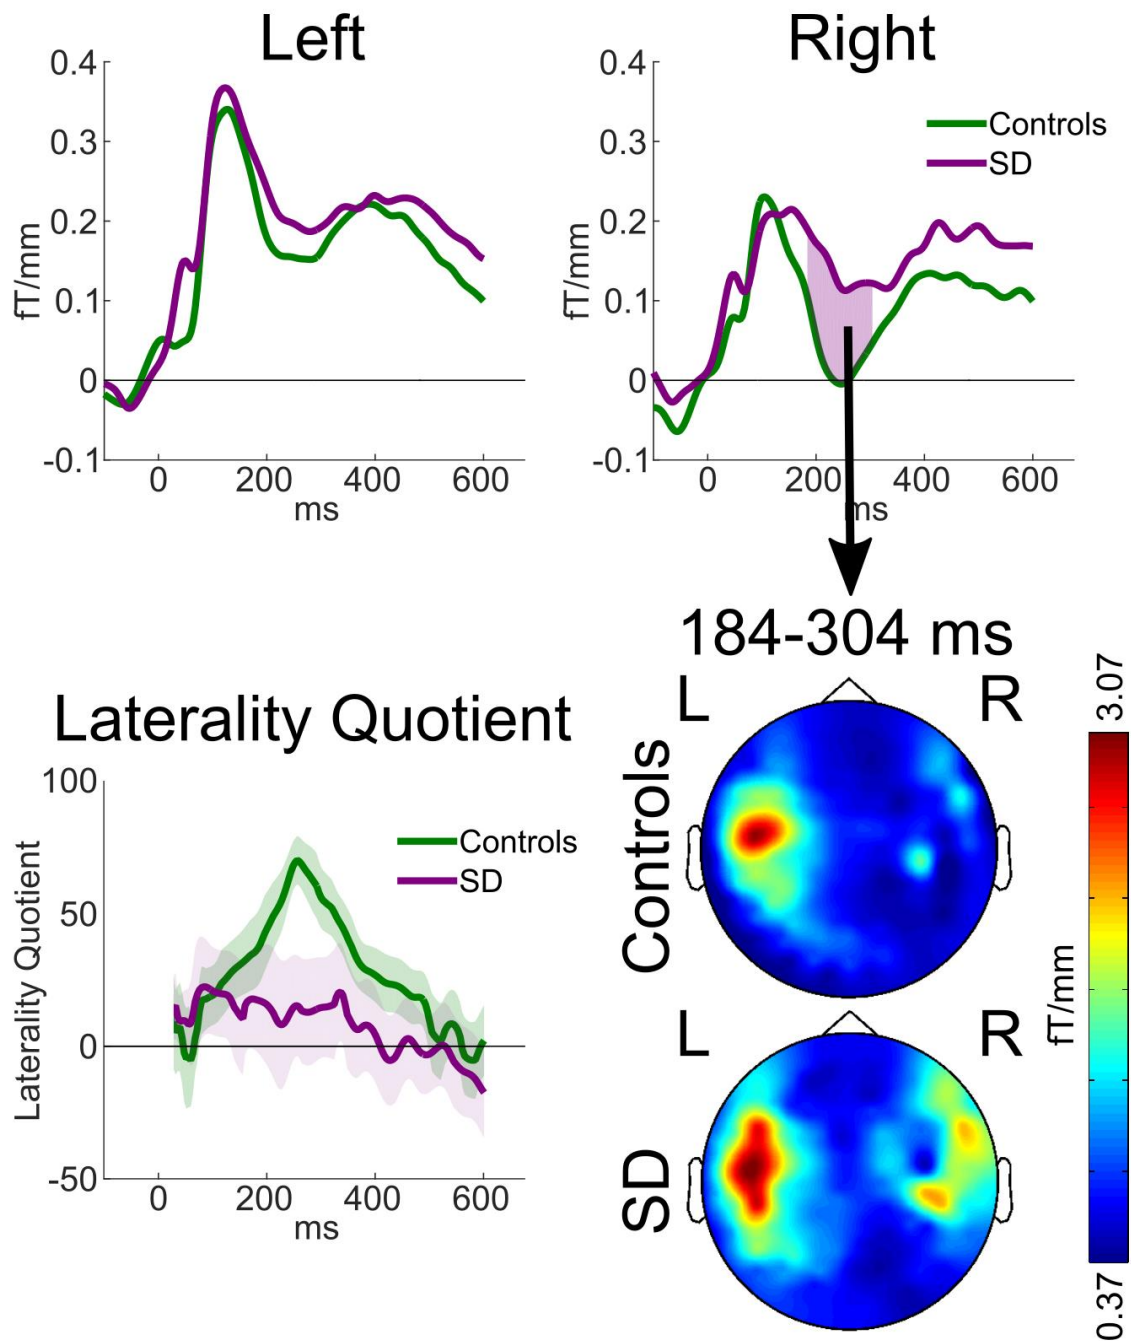 Left
0.4
0.3
0.2
0.1
0
-0.1
fT/mm
0 200 400 600
ms
Right
0.4
0.3
0.2
0.1
0
-0.1
fT/mm
Controls
SD
0 200 400 600
ms
184-304 ms
Laterality Quotient
100
50
0
-50
Laterality Quotient
Controls
SD
0 200 400 600
ms
L R
Controls
L R
SD
3.07
fT/mm
0.37